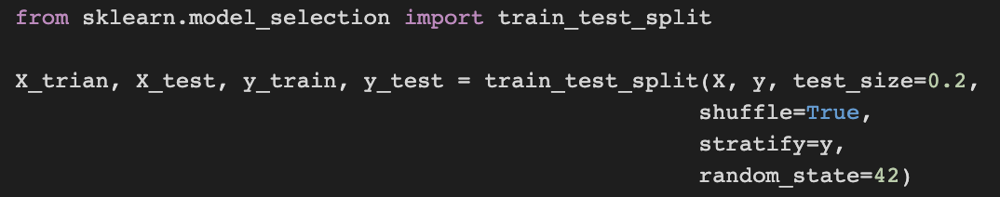 from sklearn.model_selection import train_test_split
X_trian, X_test, y_train, y_test = train_test_split(X, y, test_size=0.2,
shuffle=True,
stratify=y,
random_state=42)